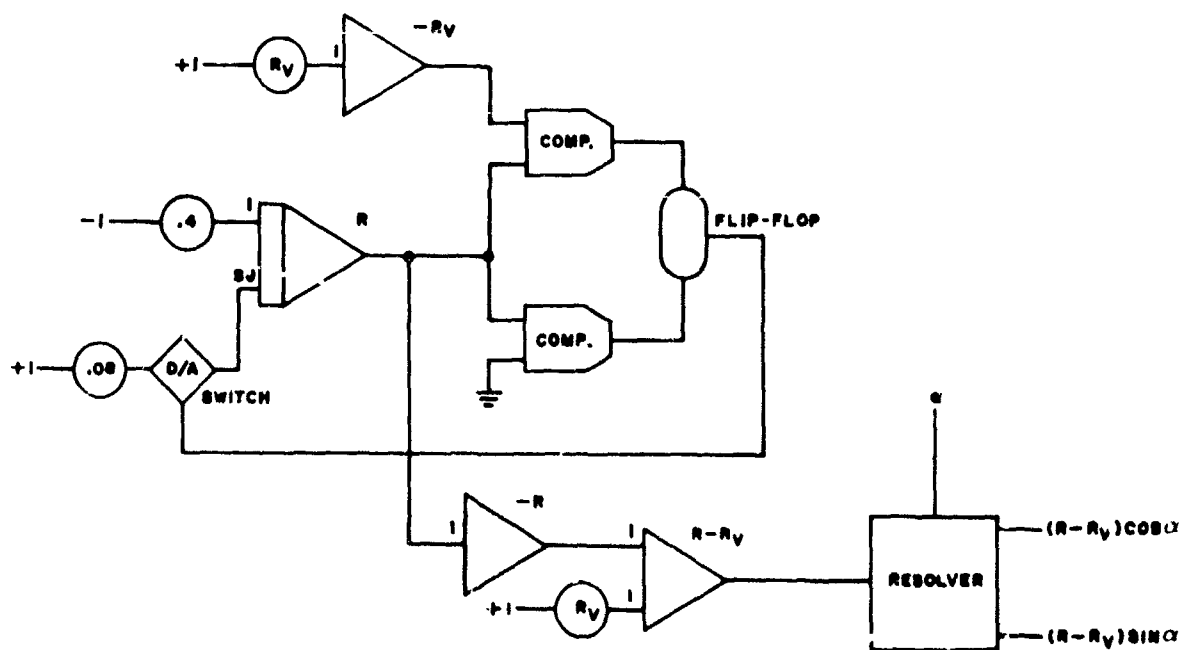 -RV
+1
RV
1
COMP.
-1
.4
1
R
SJ
FLIP-FLOP
COMP.
+1
.08
D/A
SWITCH
α
-R
1
1
R-RV
1
+1
RV
RESOLVER
(R-RV)COSα
(R-RV)SINα